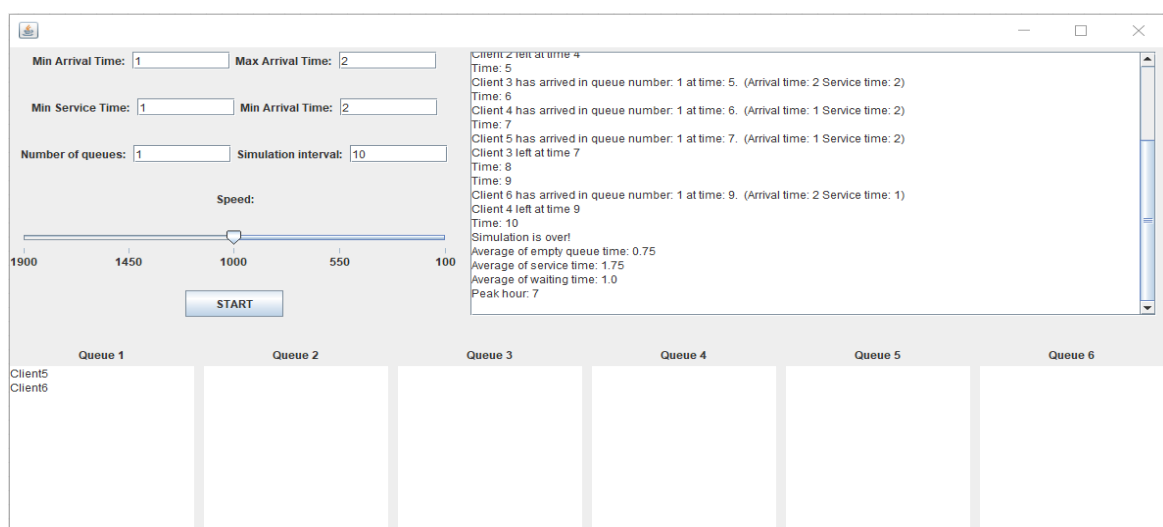 Min Arrival Time: 1 Max Arrival Time: 2
Min Service Time: 1 Min Arrival Time: 2
Number of queues: 1 Simulation interval: 10
Speed:
1900 1450 1000 550 100
START
Client 2 left at time 4
Time: 5
Client 3 has arrived in queue number: 1 at time: 5. (Arrival time: 2 Service time: 2)
Time: 6
Client 4 has arrived in queue number: 1 at time: 6. (Arrival time: 1 Service time: 2)
Time: 7
Client 5 has arrived in queue number: 1 at time: 7. (Arrival time: 1 Service time: 2)
Client 3 left at time 7
Time: 8
Time: 9
Client 6 has arrived in queue number: 1 at time: 9. (Arrival time: 2 Service time: 1)
Client 4 left at time 9
Time: 10
Simulation is over!
Average of empty queue time: 0.75
Average of service time: 1.75
Average of waiting time: 1.0
Peak hour: 7
Queue 1 Queue 2 Queue 3 Queue 4 Queue 5 Queue 6
Client5
Client6